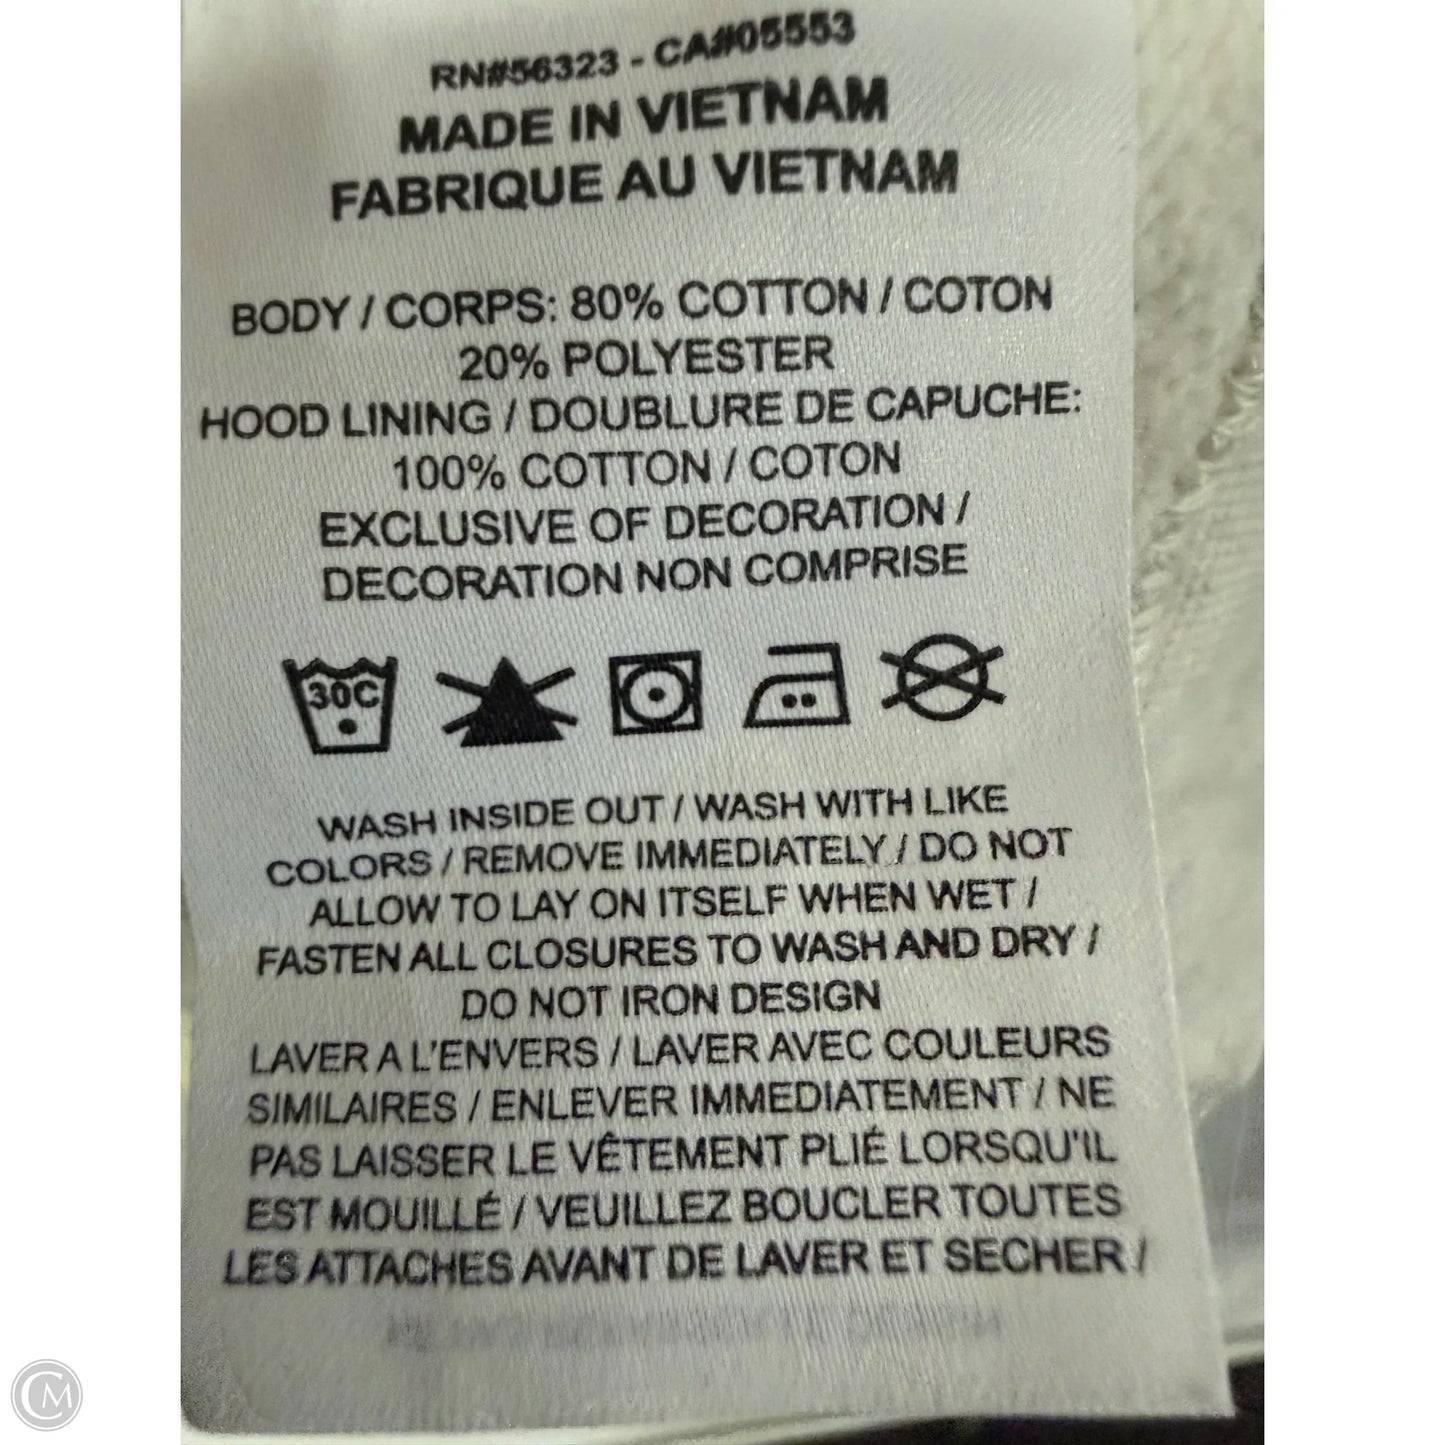 RN#56323 - CA#05553
MADE IN VIETNAM
FABRIQUE AU VIETNAM
BODY / CORPS: 80% COTTON / COTON
20% POLYESTER
HOOD LINING / DOUBLURE DE CAPUCHE:
100% COTTON / COTON
EXCLUSIVE OF DECORATION /
DECORATION NON COMPRISE
30C
WASH INSIDE OUT / WASH WITH LIKE
COLORS / REMOVE IMMEDIATELY / DO NOT
ALLOW TO LAY ON ITSELF WHEN WET /
FASTEN ALL CLOSURES TO WASH AND DRY /
DO NOT IRON DESIGN
LAVER A L'ENVERS / LAVER AVEC COULEURS
SIMILAIRES / ENLEVER IMMEDIATEMENT / NE
PAS LAISSER LE VÊTEMENT PLIÉ LORSQU'IL
EST MOUILLÉ / VEUILLEZ BOUCLER TOUTES
LES ATTACHES AVANT DE LAVER ET SECHER /
CM